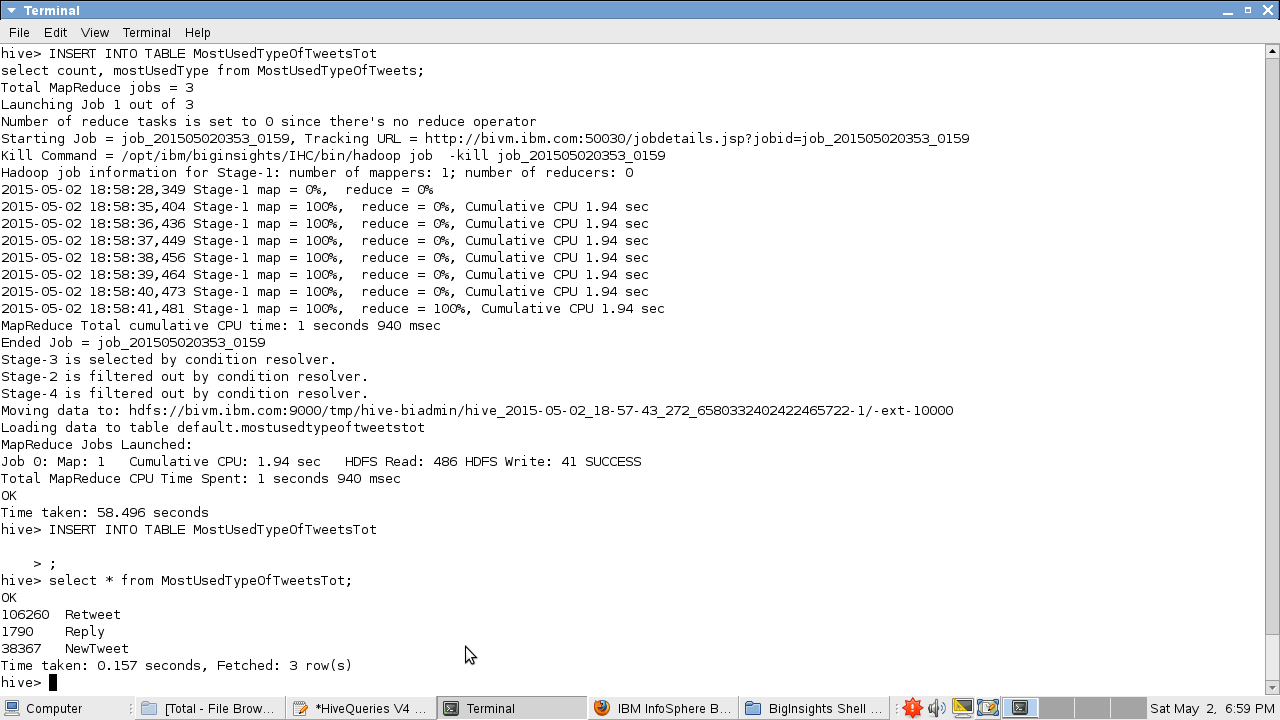 Terminal
File Edit View Terminal Help
hive> INSERT INTO TABLE MostUsedTypeOfTweetsTot
select count, mostUsedType from MostUsedTypeOfTweets;
Total MapReduce jobs = 3
Launching Job 1 out of 3
Number of reduce tasks is set to 0 since there's no reduce operator
Starting Job = job_201505020353_0159, Tracking URL = http://bivm.ibm.com:50030/jobdetails.jsp?jobid=job_201505020353_0159
Kill Command = /opt/ibm/biginsights/IHC/bin/hadoop job  -kill job_201505020353_0159
Hadoop job information for Stage-1: number of mappers: 1; number of reducers: 0
2015-05-02 18:58:28,349 Stage-1 map = 0%,  reduce = 0%
2015-05-02 18:58:35,404 Stage-1 map = 100%,  reduce = 0%, Cumulative CPU 1.94 sec
2015-05-02 18:58:36,436 Stage-1 map = 100%,  reduce = 0%, Cumulative CPU 1.94 sec
2015-05-02 18:58:37,449 Stage-1 map = 100%,  reduce = 0%, Cumulative CPU 1.94 sec
2015-05-02 18:58:38,456 Stage-1 map = 100%,  reduce = 0%, Cumulative CPU 1.94 sec
2015-05-02 18:58:39,464 Stage-1 map = 100%,  reduce = 0%, Cumulative CPU 1.94 sec
2015-05-02 18:58:40,473 Stage-1 map = 100%,  reduce = 0%, Cumulative CPU 1.94 sec
2015-05-02 18:58:41,481 Stage-1 map = 100%,  reduce = 100%, Cumulative CPU 1.94 sec
MapReduce Total cumulative CPU time: 1 seconds 940 msec
Ended Job = job_201505020353_0159
Stage-3 is selected by condition resolver.
Stage-2 is filtered out by condition resolver.
Stage-4 is filtered out by condition resolver.
Moving data to: hdfs://bivm.ibm.com:9000/tmp/hive-biadmin/hive_2015-05-02_18-57-43_272_6580332402422465722-1/-ext-10000
Loading data to table default.mostusedtypeoftweetstot
MapReduce Jobs Launched:
Job 0: Map: 1   Cumulative CPU: 1.94 sec   HDFS Read: 486 HDFS Write: 41 SUCCESS
Total MapReduce CPU Time Spent: 1 seconds 940 msec
OK
Time taken: 58.496 seconds
hive> INSERT INTO TABLE MostUsedTypeOfTweetsTot
    > ;
hive> select * from MostUsedTypeOfTweetsTot;
OK
106260  Retweet
1790    Reply
38367   NewTweet
Time taken: 0.157 seconds, Fetched: 3 row(s)
hive>
Computer [Total - File Brow... *HiveQueries V4 ... Terminal IBM InfoSphere B... BigInsights Shell ... Sat May  2,  6:59 PM